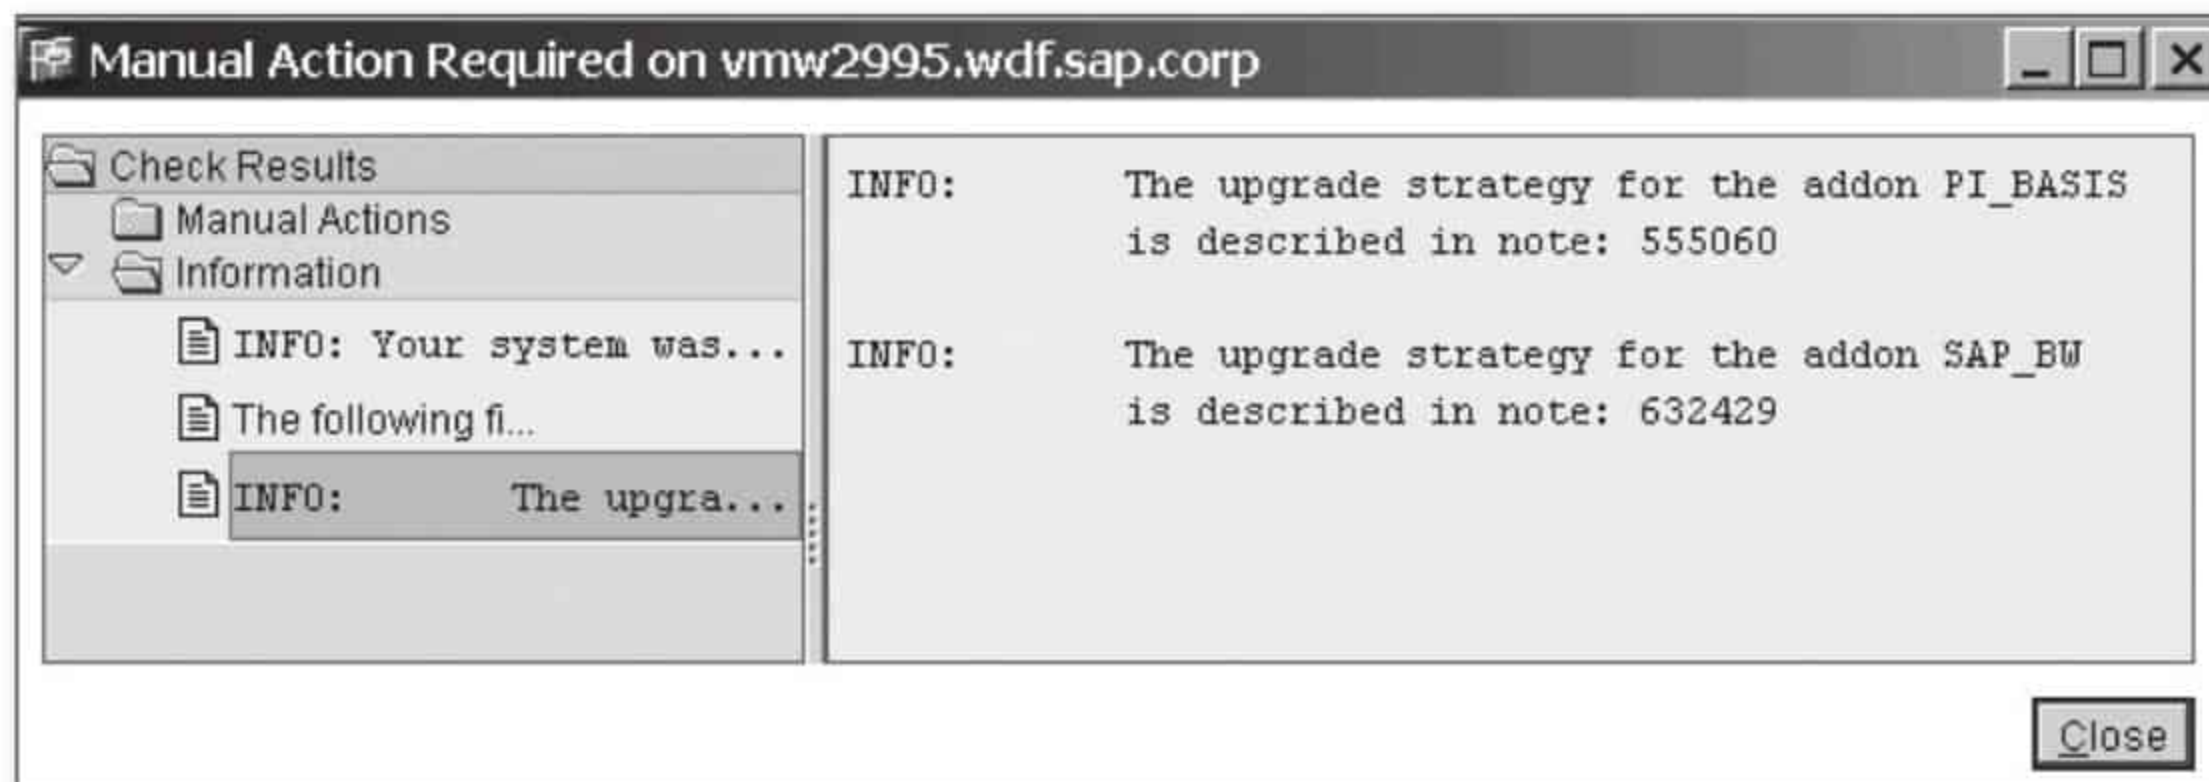 Manual Action Required on vmw2995.wdf.sap.corp
Check Results
Manual Actions
Information
INFO: Your system was...
The following fi...
INFO: The upgra...
INFO: The upgrade strategy for the addon PI_BASIS
is described in note: 555060
INFO: The upgrade strategy for the addon SAP_BW
is described in note: 632429
Close